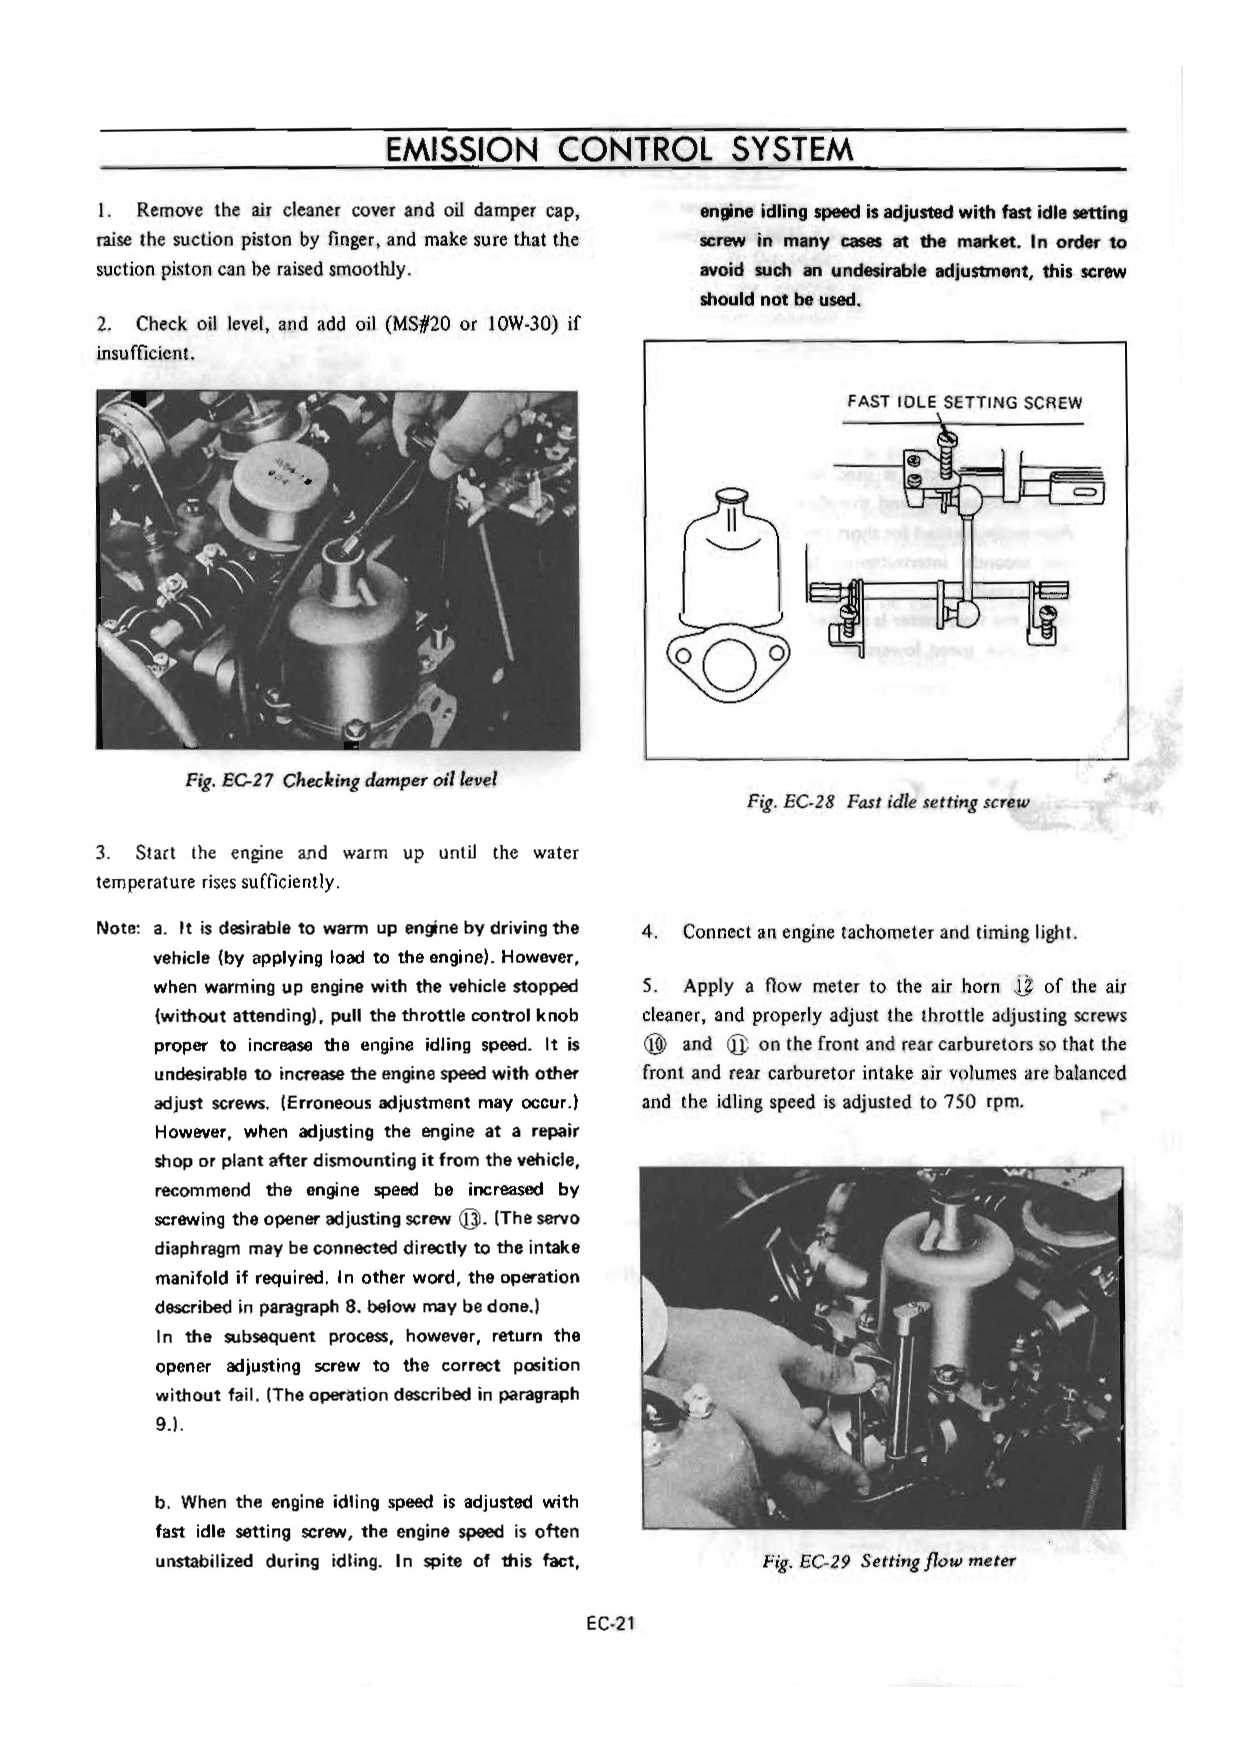 EMISSION CONTROL SYSTEM
1. Remove the air cleaner cover and oil damper cap,
raise the suction piston by finger, and make sure that the
suction piston can be raised smoothly.
2. Check oil level, and add oil (MS#20 or 10W-30) if
insufficient.
Fig. EC-27 Checking damper oil level
3. Start the engine and warm up until the water
temperature rises sufficiently.
Note: a. It is desirable to warm up engine by driving the
vehicle (by applying load to the engine). However,
when warming up engine with the vehicle stopped
(without attending), pull the throttle control knob
proper to increase the engine idling speed. It is
undesirable to increase the engine speed with other
adjust screws. (Erroneous adjustment may occur.)
However, when adjusting the engine at a repair
shop or plant after dismounting it from the vehicle,
recommend the engine speed be increased by
screwing the opener adjusting screw ⑬. (The servo
diaphragm may be connected directly to the intake
manifold if required. In other word, the operation
described in paragraph 8. below may be done.)
In the subsequent process, however, return the
opener adjusting screw to the correct position
without fail. (The operation described in paragraph
9.).
b. When the engine idling speed is adjusted with
fast idle setting screw, the engine speed is often
unstabilized during idling. In spite of this fact,
engine idling speed is adjusted with fast idle setting
screw in many cases at the market. In order to
avoid such an undesirable adjustment, this screw
should not be used.
FAST IDLE SETTING SCREW
Fig. EC-28 Fast idle setting screw
4. Connect an engine tachometer and timing light.
5. Apply a flow meter to the air horn ⑫ of the air
cleaner, and properly adjust the throttle adjusting screws
⑩ and ⑪ on the front and rear carburetors so that the
front and rear carburetor intake air volumes are balanced
and the idling speed is adjusted to 750 rpm.
Fig. EC-29 Setting flow meter
EC-21